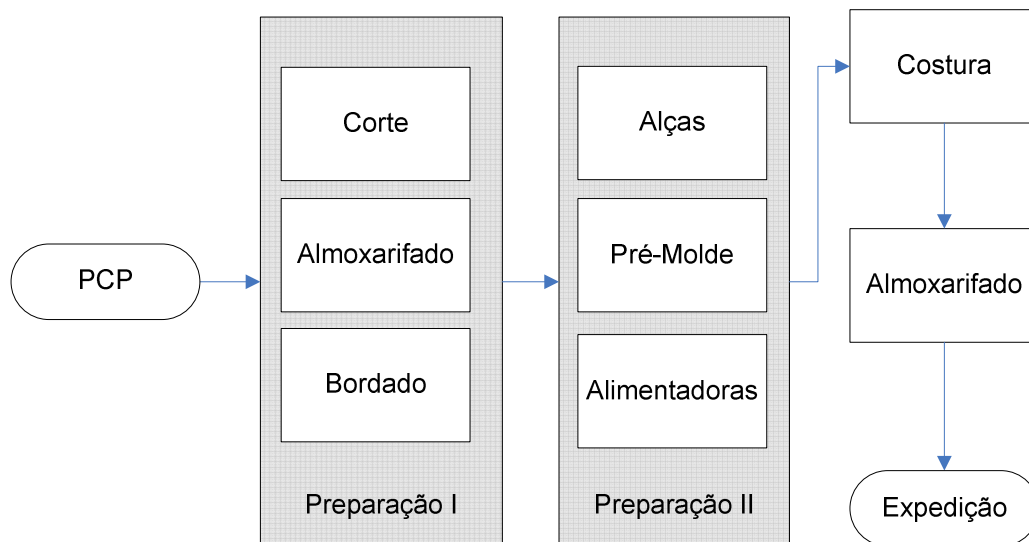 PCP
Corte
Almoxarifado
Bordado
Preparação I
Alças
Pré-Molde
Alimentadoras
Preparação II
Costura
Almoxarifado
Expedição